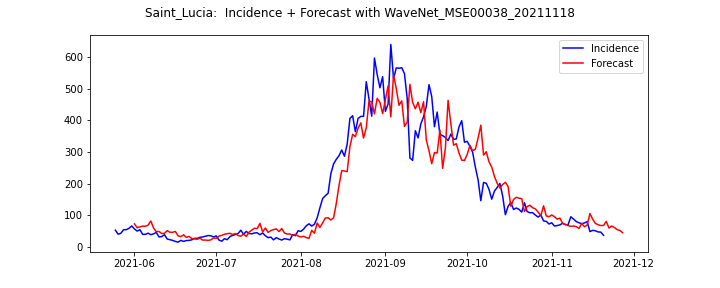 Saint_Lucia:  Incidence + Forecast with WaveNet_MSE00038_20211118
Incidence
Forecast
600
500
400
300
200
100
0
2021-06 2021-07 2021-08 2021-09 2021-10 2021-11 2021-12